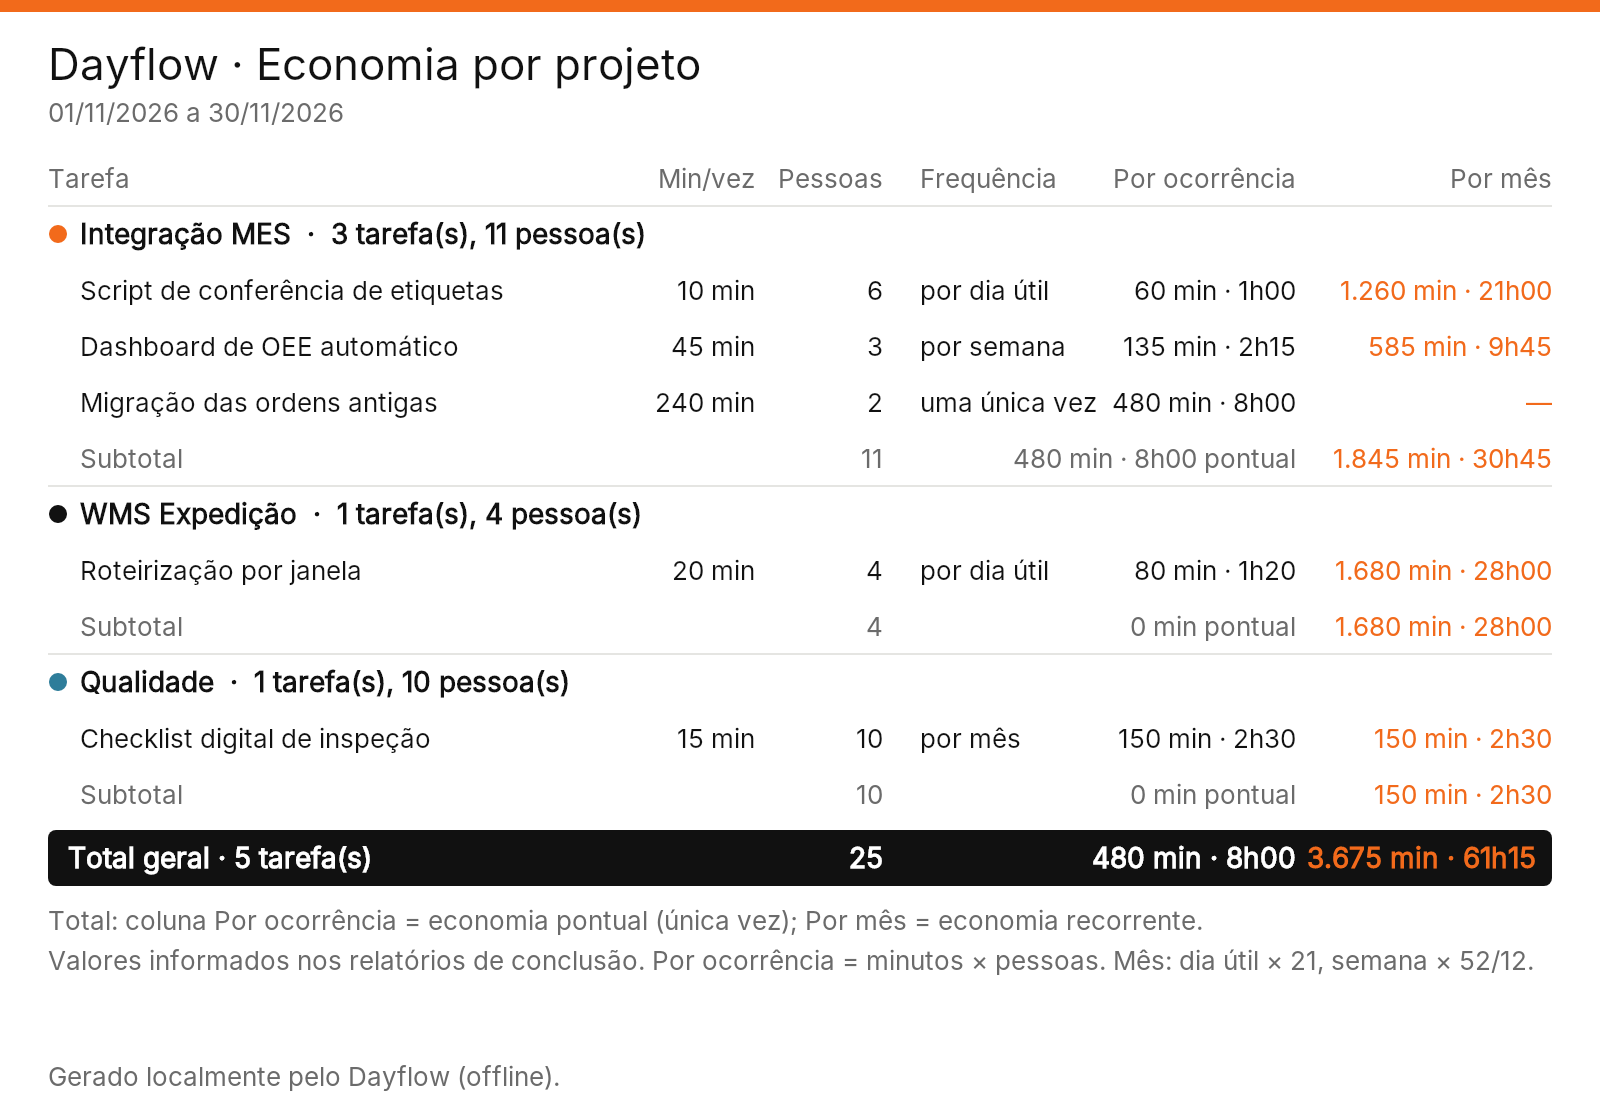 Dayflow · Economia por projeto
01/11/2026 a 30/11/2026
Tarefa Min/vez Pessoas Frequência Por ocorrência Por mês
Integração MES · 3 tarefa(s), 11 pessoa(s)
Script de conferência de etiquetas 10 min 6 por dia útil 60 min · 1h00 1.260 min · 21h00
Dashboard de OEE automático 45 min 3 por semana 135 min · 2h15 585 min · 9h45
Migração das ordens antigas 240 min 2 uma única vez 480 min · 8h00 —
Subtotal 11 480 min · 8h00 pontual 1.845 min · 30h45
WMS Expedição · 1 tarefa(s), 4 pessoa(s)
Roteirização por janela 20 min 4 por dia útil 80 min · 1h20 1.680 min · 28h00
Subtotal 4 0 min pontual 1.680 min · 28h00
Qualidade · 1 tarefa(s), 10 pessoa(s)
Checklist digital de inspeção 15 min 10 por mês 150 min · 2h30 150 min · 2h30
Subtotal 10 0 min pontual 150 min · 2h30
Total geral · 5 tarefa(s) 25 480 min · 8h00 3.675 min · 61h15
Total: coluna Por ocorrência = economia pontual (única vez); Por mês = economia recorrente.
Valores informados nos relatórios de conclusão. Por ocorrência = minutos × pessoas. Mês: dia útil × 21, semana × 52/12.
Gerado localmente pelo Dayflow (offline).